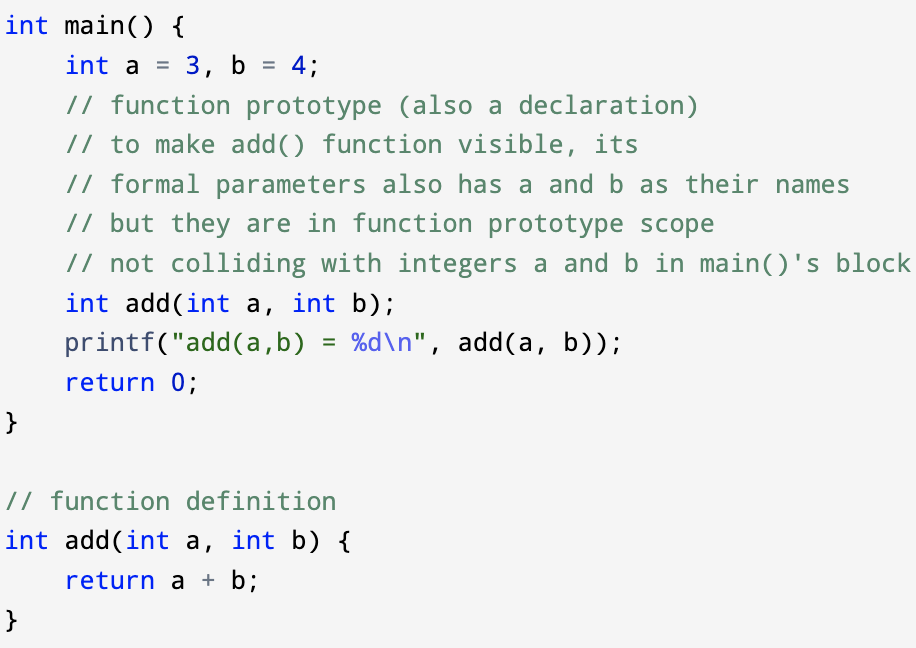 int main() {
    int a = 3, b = 4;
    // function prototype (also a declaration)
    // to make add() function visible, its
    // formal parameters also has a and b as their names
    // but they are in function prototype scope
    // not colliding with integers a and b in main()'s block
    int add(int a, int b);
    printf("add(a,b) = %d\n", add(a, b));
    return 0;
}

// function definition
int add(int a, int b) {
    return a + b;
}